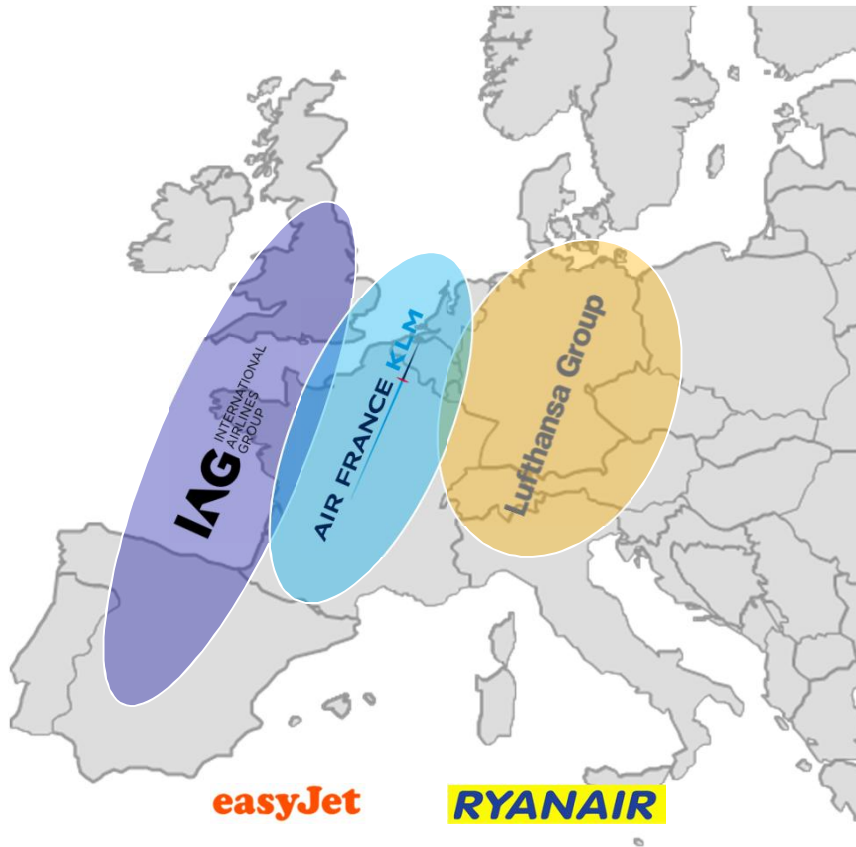 IAG
INTERNATIONAL
AIRLINES
GROUP
AIR FRANCE KLM
Lufthansa Group
easyJet
RYANAIR